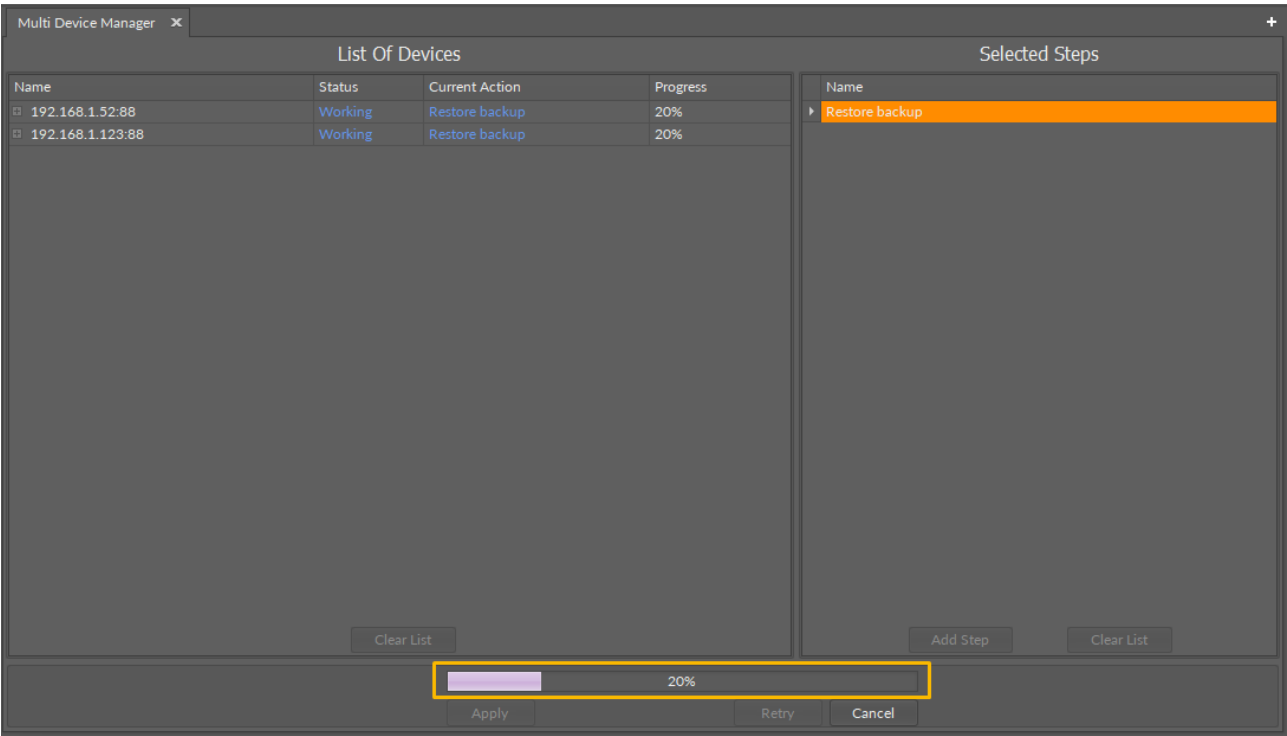 Multi Device Manager
List Of Devices
Selected Steps
Name Status Current Action Progress
Name
192.168.1.52:88 Working Restore backup 20%
Restore backup
192.168.1.123:88 Working Restore backup 20%
Clear List
Add Step Clear List
20%
Apply Retry Cancel